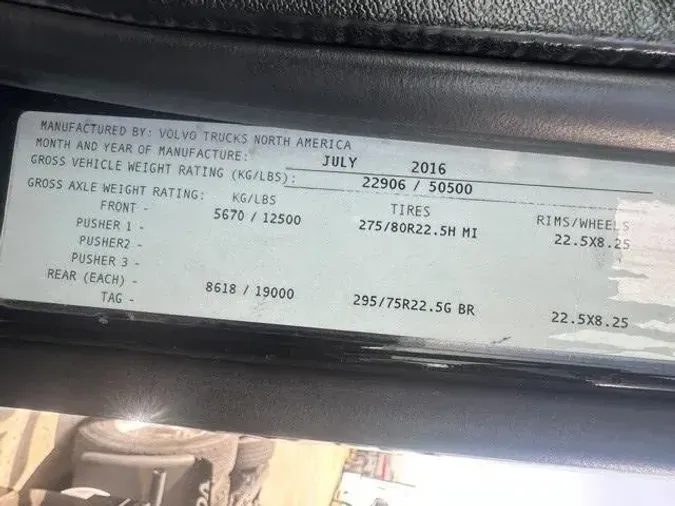 MANUFACTURED BY: VOLVO TRUCKS NORTH AMERICA
MONTH AND YEAR OF MANUFACTURE: JULY 2016
GROSS VEHICLE WEIGHT RATING (KG/LBS): 22906 / 50500
GROSS AXLE WEIGHT RATING: KG/LBS TIRES RIMS/WHEELS
FRONT - 5670 / 12500 275/80R22.5H MI 22.5X8.25
PUSHER 1 -
PUSHER2 -
PUSHER 3 -
REAR (EACH) - 8618 / 19000 295/75R22.5G BR 22.5X8.25
TAG -